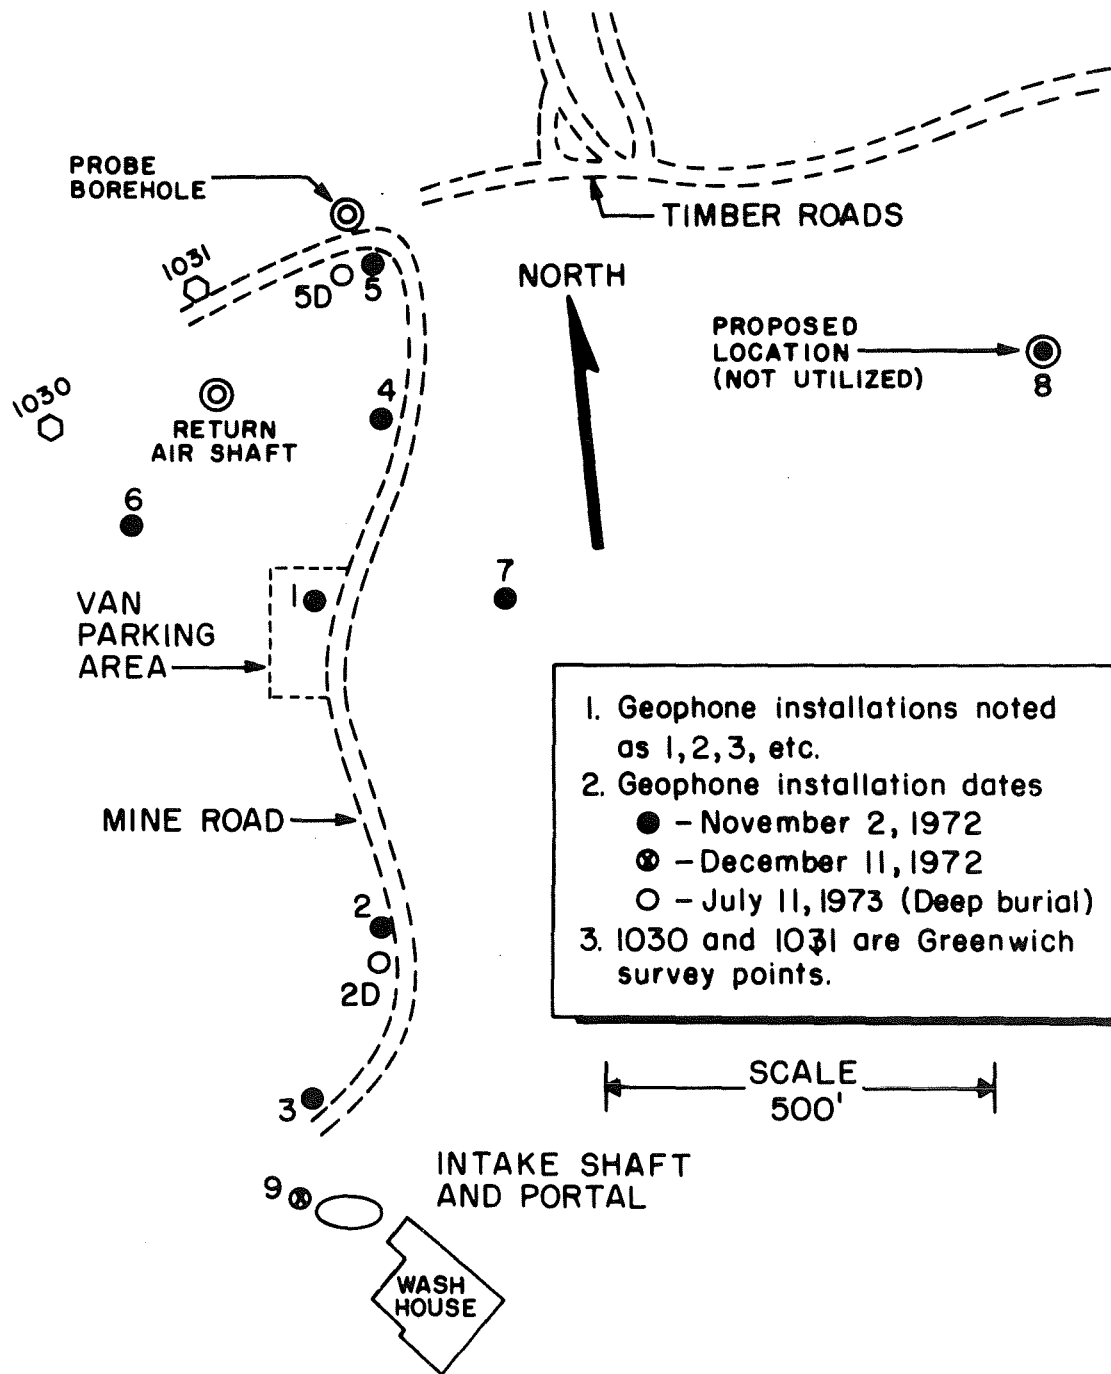 PROBE
BOREHOLE
TIMBER ROADS
1031
5D
5
NORTH
PROPOSED
LOCATION
(NOT UTILIZED)
8
1030
4
RETURN
AIR SHAFT
6
7
1
VAN
PARKING
AREA
1. Geophone installations noted
as 1, 2, 3, etc.
2. Geophone installation dates
– November 2, 1972
– December 11, 1972
– July 11, 1973 (Deep burial)
3. 1030 and 1031 are Greenwich
survey points.
MINE ROAD
2
2D
SCALE
500'
3
INTAKE SHAFT
AND PORTAL
9
WASH
HOUSE